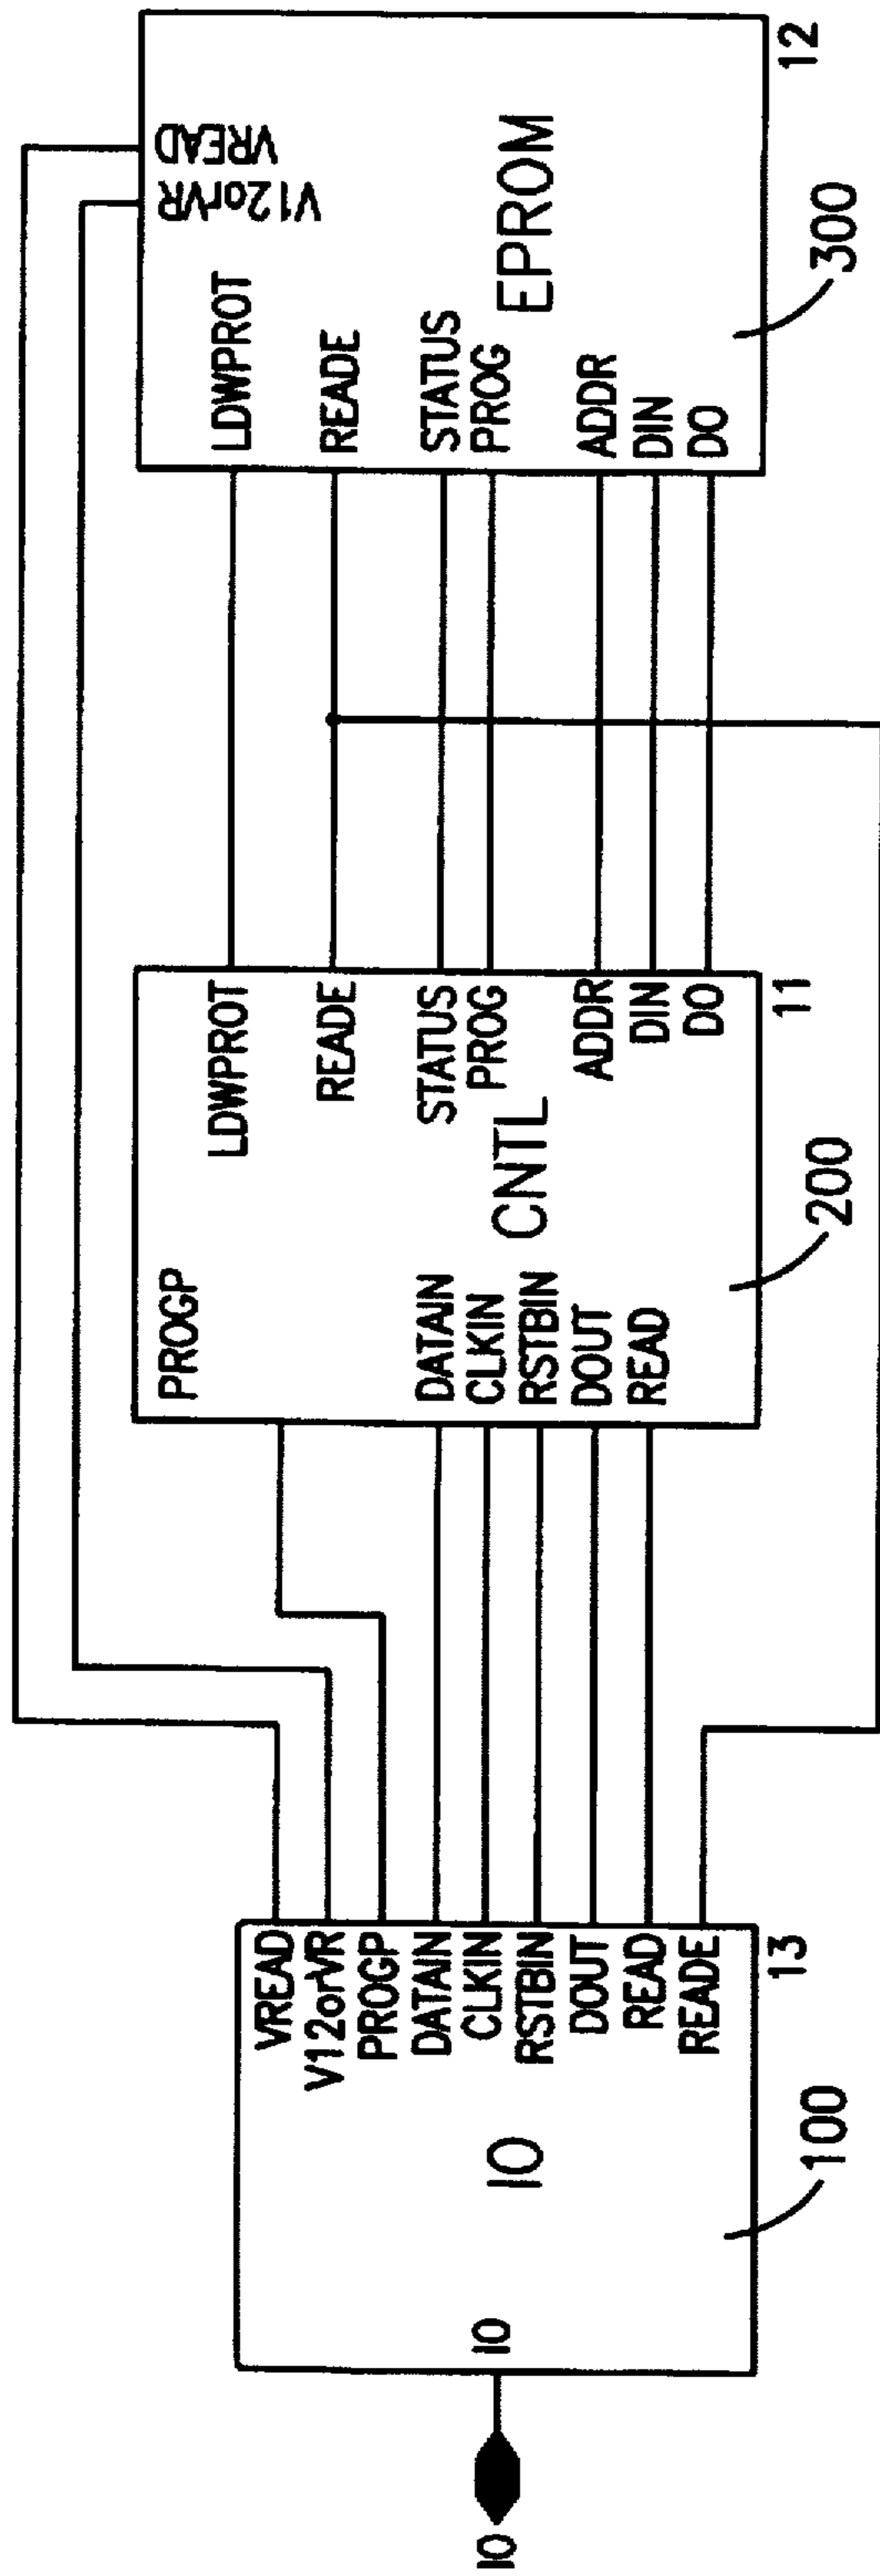 IO
IO
IO
100
13
VREAD
V12orVR
PROGP
DATAIN
CLKIN
RSTBIN
DOUT
READ
READE
PROGP
DATAIN
CLKIN
RSTBIN
DOUT
READ
CNTL
200
11
LDWPROT
READE
STATUS
PROG
ADDR
DIN
DO
LDWPROT
READE
STATUS
PROG
ADDR
DIN
DO
V12orVR
VREAD
EPROM
300
12